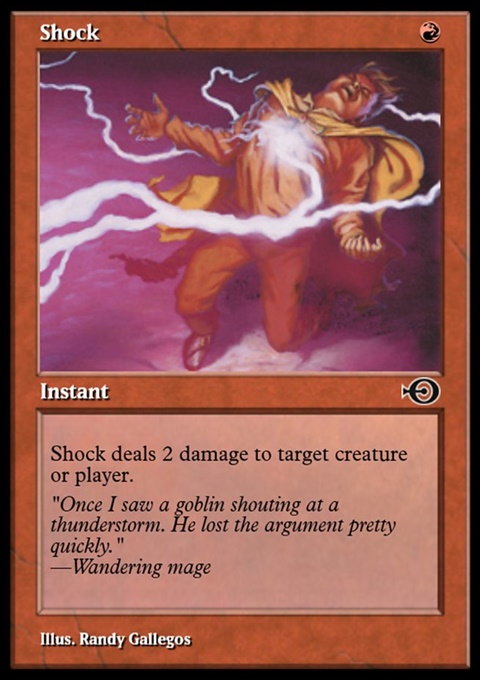 Shock
Instant
Shock deals 2 damage to target creature
or player.
"Once I saw a goblin shouting at a
thunderstorm. He lost the argument pretty
quickly."
—Wandering mage
Illus. Randy Gallegos